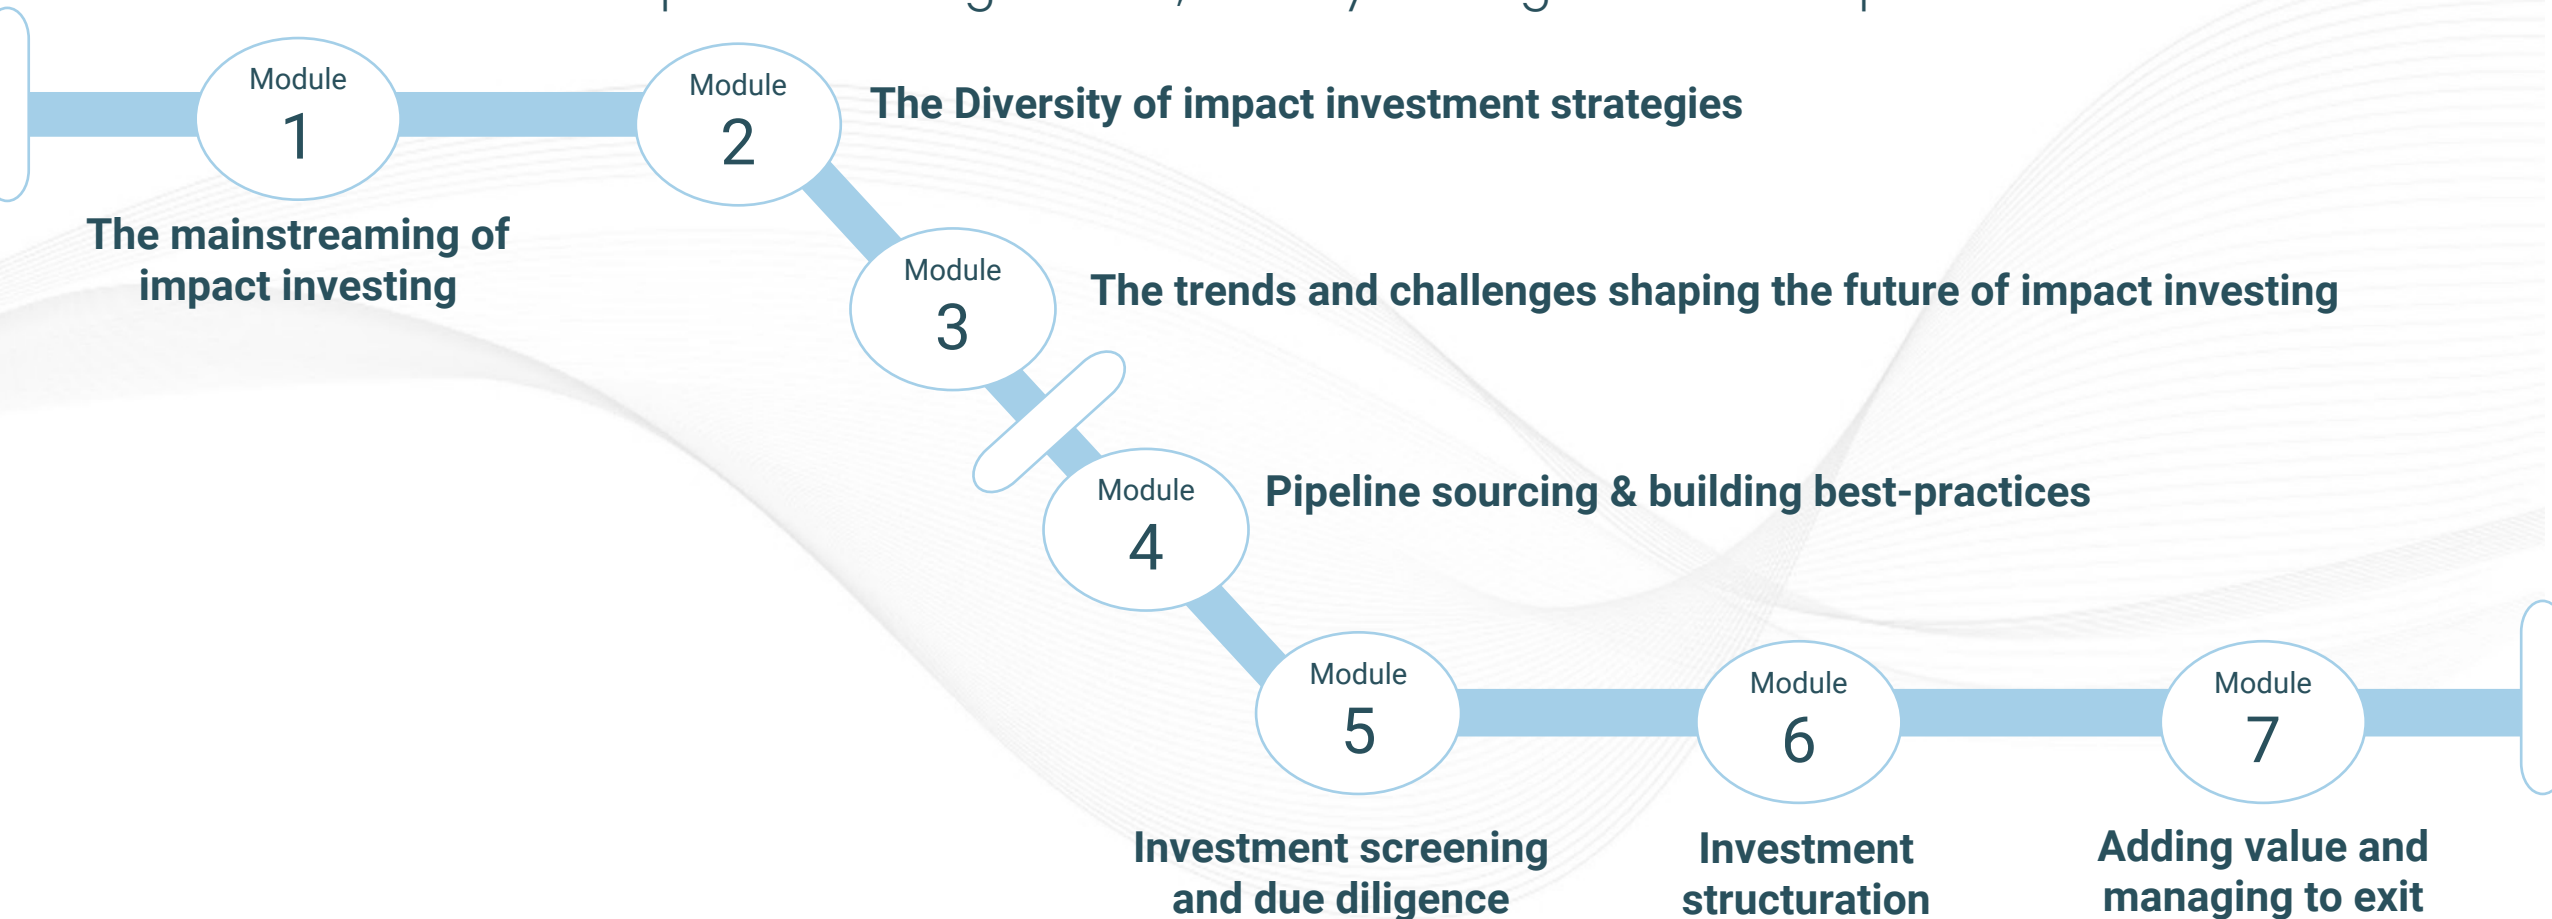 Module
1
The mainstreaming of
impact investing
Module
2
The Diversity of impact investment strategies
Module
3
The trends and challenges shaping the future of impact investing
Module
4
Pipeline sourcing & building best-practices
Module
5
Investment screening
and due diligence
Module
6
Investment
structuration
Module
7
Adding value and
managing to exit